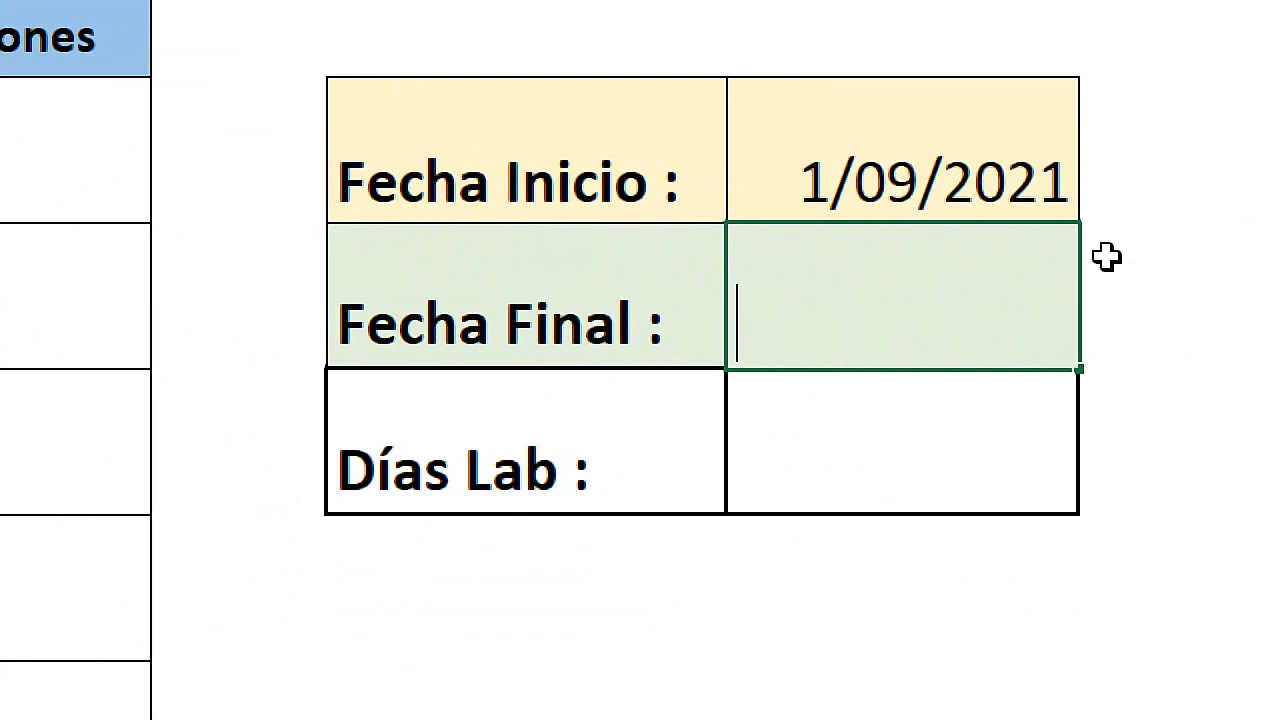 ones
Fecha Inicio : 1/09/2021
Fecha Final :
Días Lab :